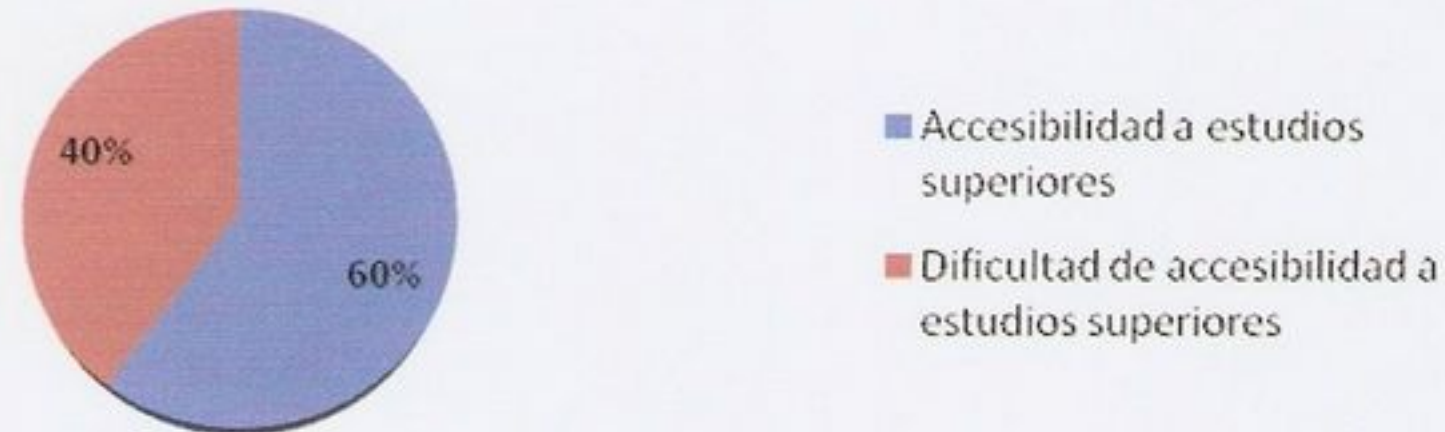 40%
60%
Accesibilidad a estudios
superiores
Dificultad de accesibilidad a
estudios superiores